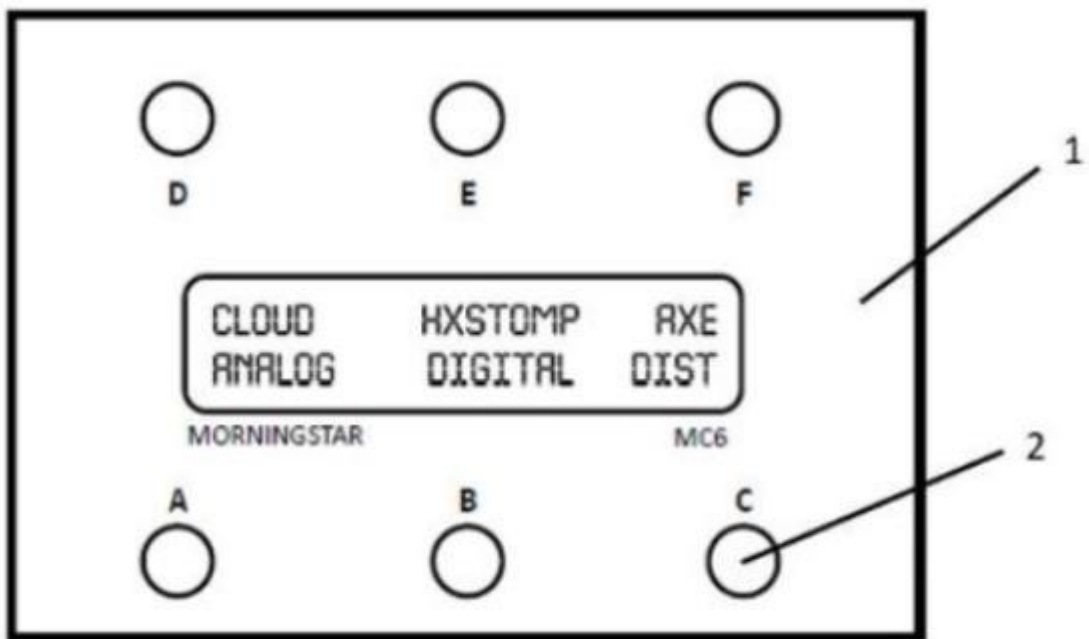 D E F
1
CLOUD HXSTOMP AXE
ANALOG DIGITAL DIST
MORNINGSTAR MC6
2
A B C